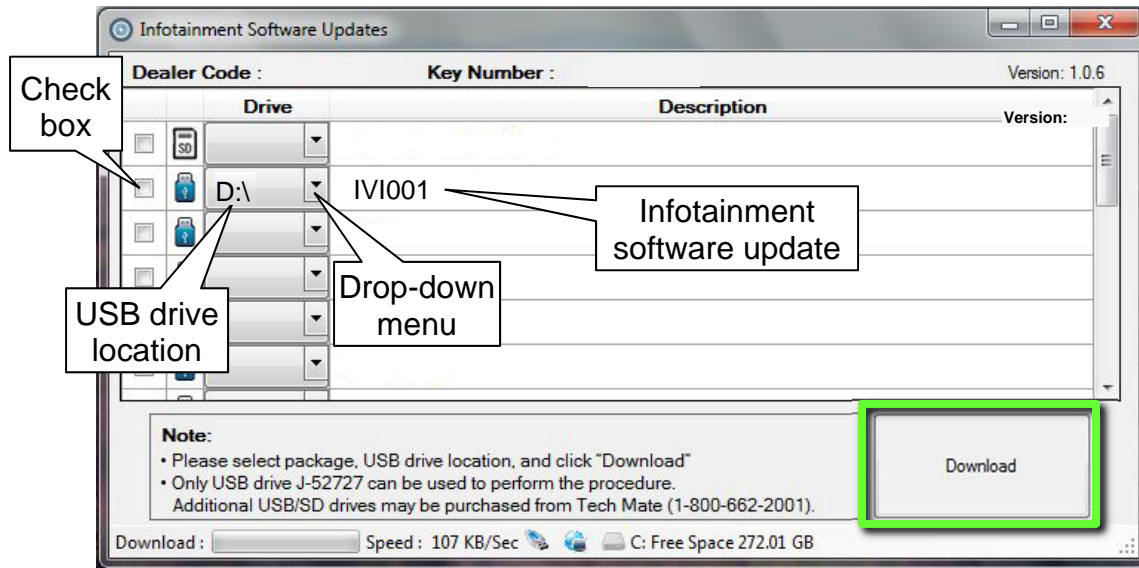 Infotainment Software Updates
Dealer Code :
Key Number :
Version: 1.0.6
Check
box
Drive
Description
Version:
SD
D:\
IVI001
Infotainment
software update
USB drive
location
Drop-down
menu
Note:
• Please select package, USB drive location, and click "Download"
• Only USB drive J-52727 can be used to perform the procedure.
Additional USB/SD drives may be purchased from Tech Mate (1-800-662-2001).
Download
Download :
Speed : 107 KB/Sec
C: Free Space 272.01 GB